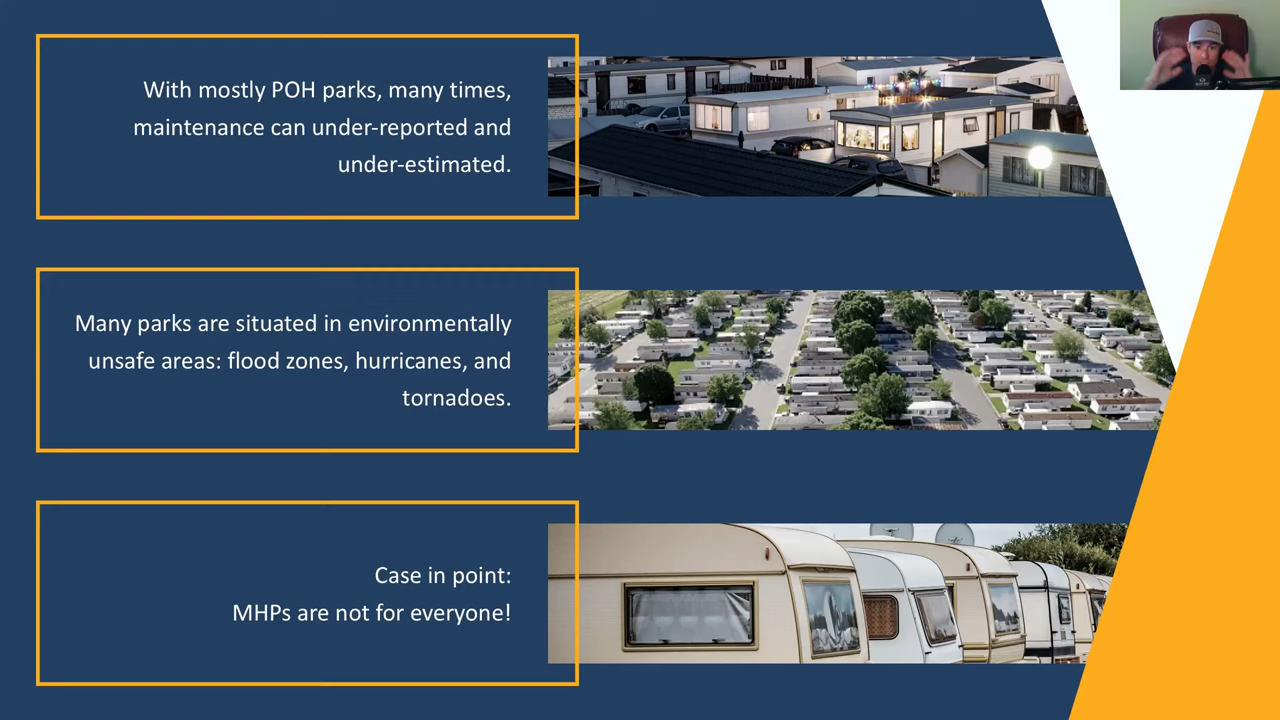 With mostly POH parks, many times,
maintenance can under-reported and
under-estimated.
Many parks are situated in environmentally
unsafe areas: flood zones, hurricanes, and
tornadoes.
Case in point:
MHPs are not for everyone!